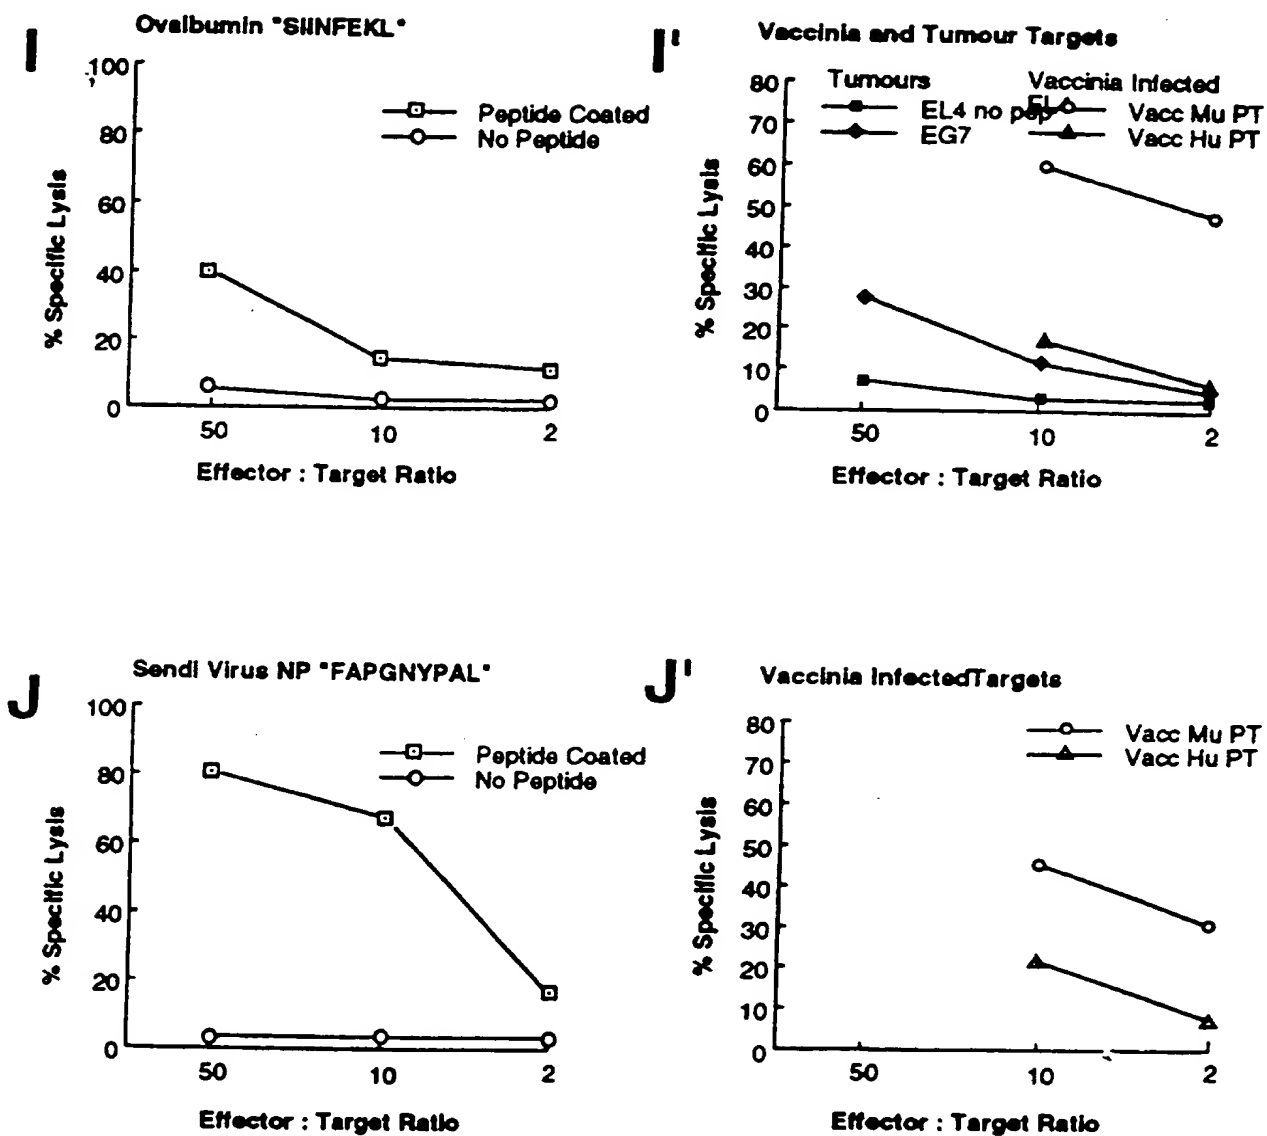 I
Ovalbumin "SIINFEKL"
100
80
60
40
20
0
% Specific Lysis
Peptide Coated
No Peptide
50 10 2
Effector : Target Ratio
I'
Vaccinia and Tumour Targets
80
70
60
50
40
30
20
10
0
% Specific Lysis
Tumours
EL4 no pep
EG7
Vaccinia Infected
Vacc Mu PT
Vacc Hu PT
50 10 2
Effector : Target Ratio
J
Sendi Virus NP "FAPGNYPAL"
100
80
60
40
20
0
% Specific Lysis
Peptide Coated
No Peptide
50 10 2
Effector : Target Ratio
J'
Vaccinia InfectedTargets
80
70
60
50
40
30
20
10
0
% Specific Lysis
Vacc Mu PT
Vacc Hu PT
50 10 2
Effector : Target Ratio